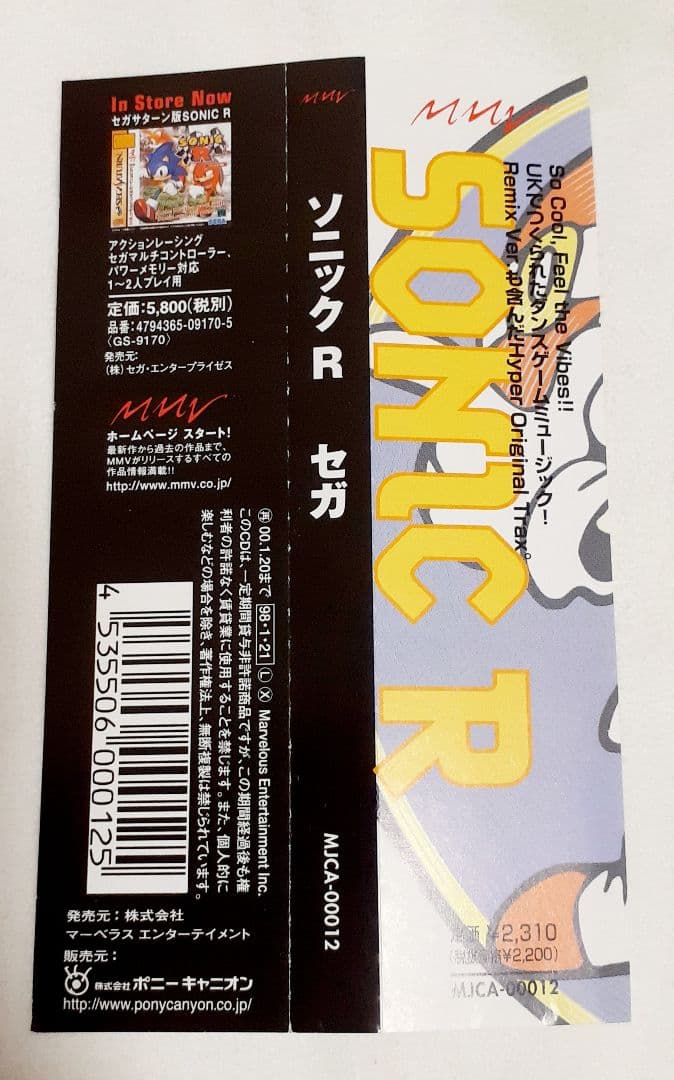 In Store Now
セガサターン版SONIC R
SONIC
R
SEGA
アクションレーシング
セガマルチコントローラー、
パワーメモリー対応
1〜2人プレイ用
定価:5,800(税別)
品番:4794365-09170-5
〈GS-9170〉
発売元:
(株)セガ・エンタープライゼス
MMV
ホームページ スタート!
最新作から過去の作品まで、
MMVがリリースするすべての
作品情報満載!!
http://www.mmv.co.jp/
㊢00.1.20まで 98・1・21 Ⓛ Ⓧ Marvelous Entertainment Inc.
このCDは、一定期間貸与非許諾商品ですが、この期間経過後も権
利者の許諾なく賃貸業に使用することを禁じます。また、個人的に
楽しむなどの場合を除き、著作権法上、無断複製は禁じられています。
4 535506 000125
発売元:株式会社
マーベラス エンターテイメント
販売元:
株式会社 ポニーキャニオン
http://www.ponycanyon.co.jp/
MMV
ソニック R セガ
MJCA-00012
MMV
SONIC R
So Cool, Feel the Vibes!!
ダンスゲームミュージック!
Remix Ver.も含んだHyper Original Trax。
定価 ¥2,310
(税抜価格¥2,200)
MJCA-00012